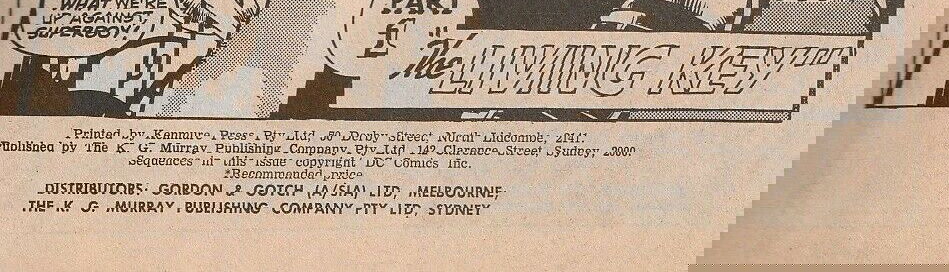 WHAT WE'RE
UP AGAINST,
SUPERBOY!
PART
1
"The LIVING KEY"
Printed by Kenmure Press Pty Ltd, 50 Derby Street, North Lidcombe, 2141.
Published by The K. G. Murray Publishing Company Pty Ltd, 142 Clarence Street, Sydney, 2000.
Sequences in this issue copyright DC Comics Inc.
*Recommended price
DISTRIBUTORS: GORDON & GOTCH (A/SIA) LTD, MELBOURNE;
THE K. G. MURRAY PUBLISHING COMPANY PTY LTD, SYDNEY